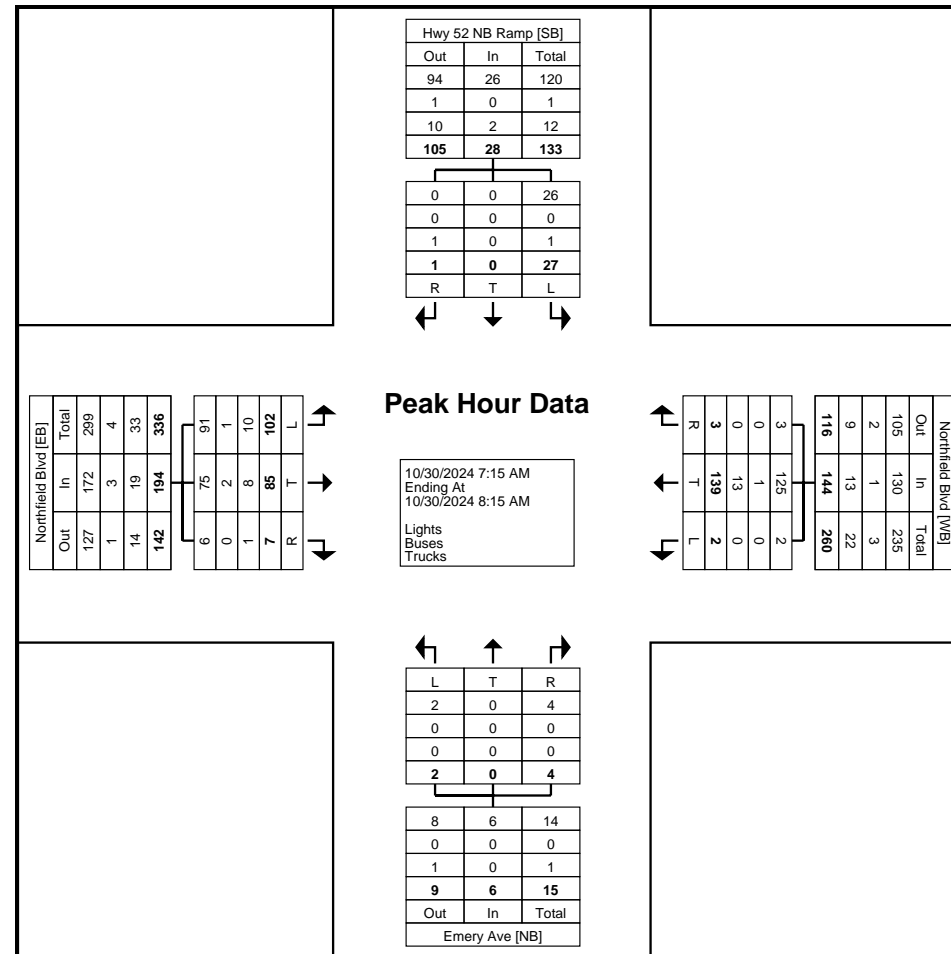 Hwy 52 NB Ramp [SB]
Out In Total
94 26 120
1 0 1
10 2 12
105 28 133
0 0 26
0 0 0
1 0 1
1 0 27
R T L
Peak Hour Data
10/30/2024 7:15 AM
Ending At
10/30/2024 8:15 AM
Lights
Buses
Trucks
Northfield Blvd [EB]
Out In Total
127 172 299
1 3 4
14 19 33
142 194 336
6 75 91
0 2 1
1 8 10
7 85 102
R T L
Northfield Blvd [WB]
Out In Total
105 130 235
2 1 3
9 13 22
116 144 260
3 125 2
0 1 0
0 13 0
3 139 2
R T L
L T R
2 0 4
0 0 0
0 0 0
2 0 4
8 6 14
0 0 0
1 0 1
9 6 15
Out In Total
Emery Ave [NB]